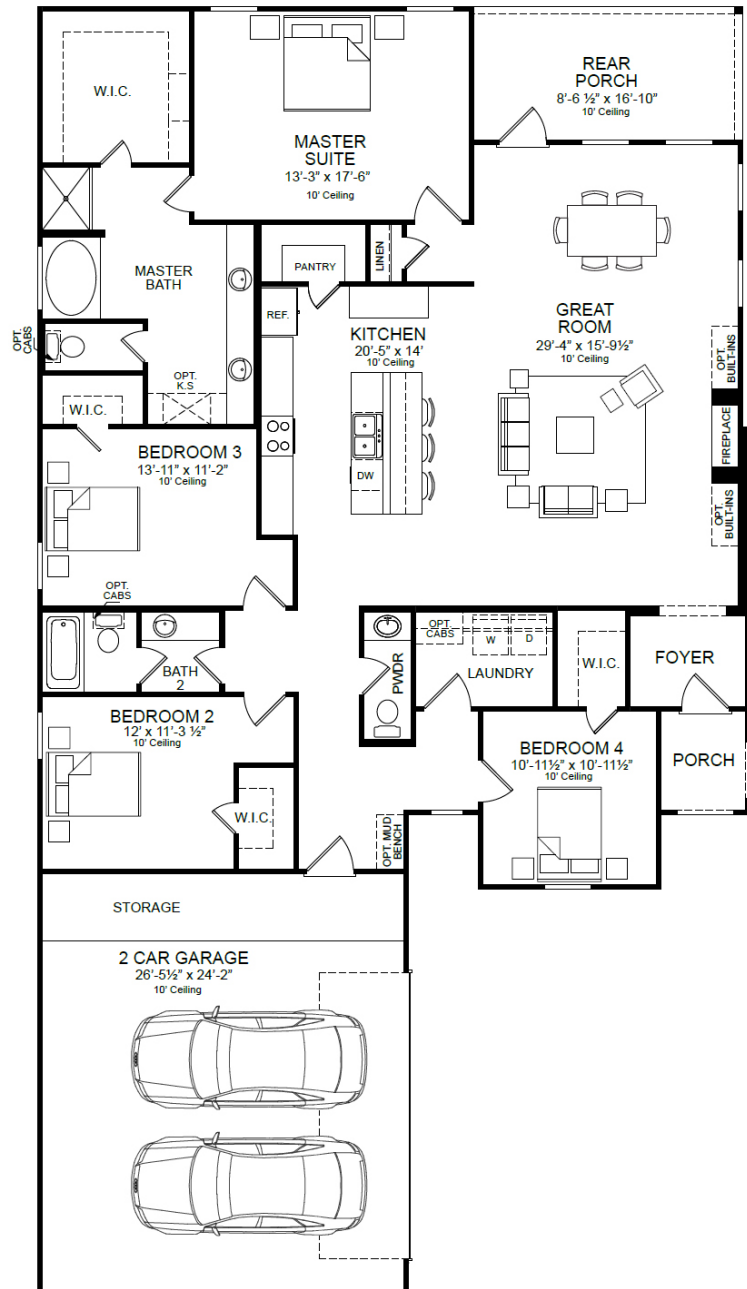 W.I.C.
MASTER
SUITE
13'-3" x 17'-6"
10' Ceiling
REAR
PORCH
8'-6 ½" x 16'-10"
10' Ceiling
MASTER
BATH
PANTRY
LINEN
REF.
KITCHEN
20'-5" x 14'
10' Ceiling
GREAT
ROOM
29'-4" x 15'-9½"
10' Ceiling
OPT.
CABS
OPT.
K.S
OPT.
BUILT-INS
FIREPLACE
OPT.
BUILT-INS
DW
W.I.C.
BEDROOM 3
13'-11" x 11'-2"
10' Ceiling
OPT.
CABS
BATH
2
PWDR
OPT.
CABS
W
D
LAUNDRY
W.I.C.
FOYER
BEDROOM 2
12' x 11'-3 ½"
10' Ceiling
W.I.C.
OPT. MUD
BENCH
BEDROOM 4
10'-11½" x 10'-11½"
10' Ceiling
PORCH
STORAGE
2 CAR GARAGE
26'-5½" x 24'-2"
10' Ceiling